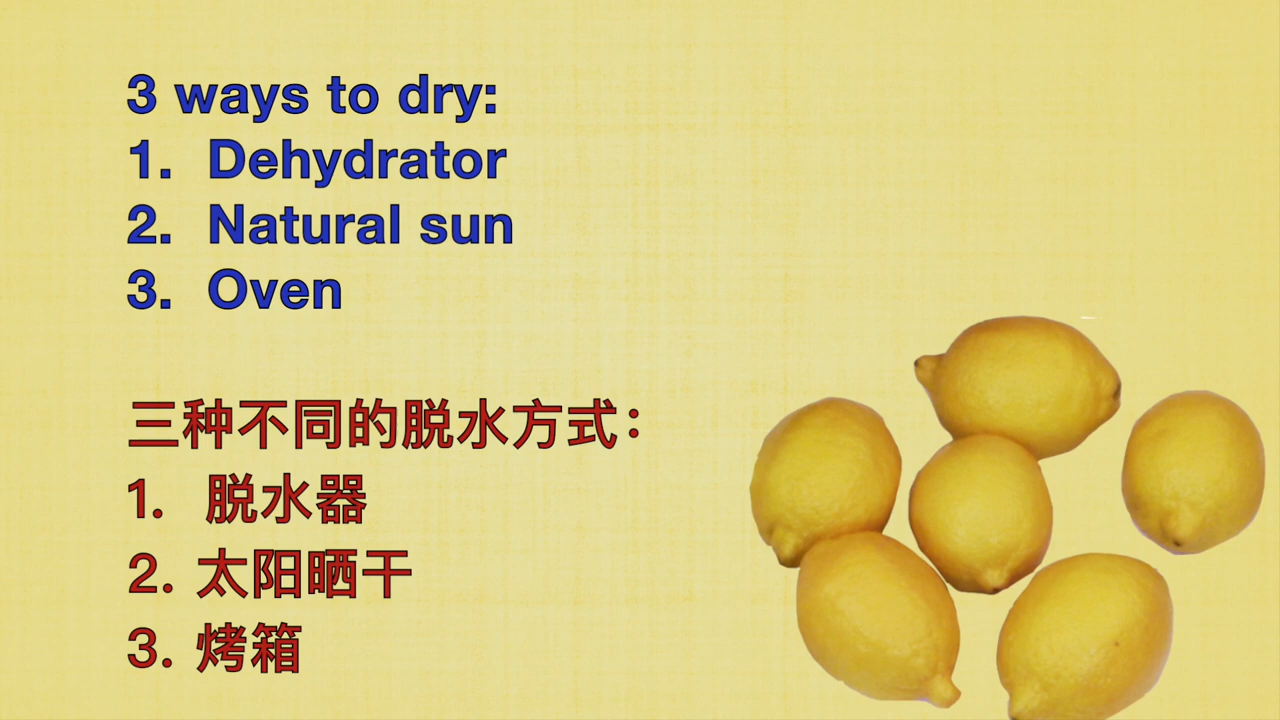 3 ways to dry:
1. Dehydrator
2. Natural sun
3. Oven
三种不同的脱水方式：
1. 脱水器
2. 太阳晒干
3. 烤箱